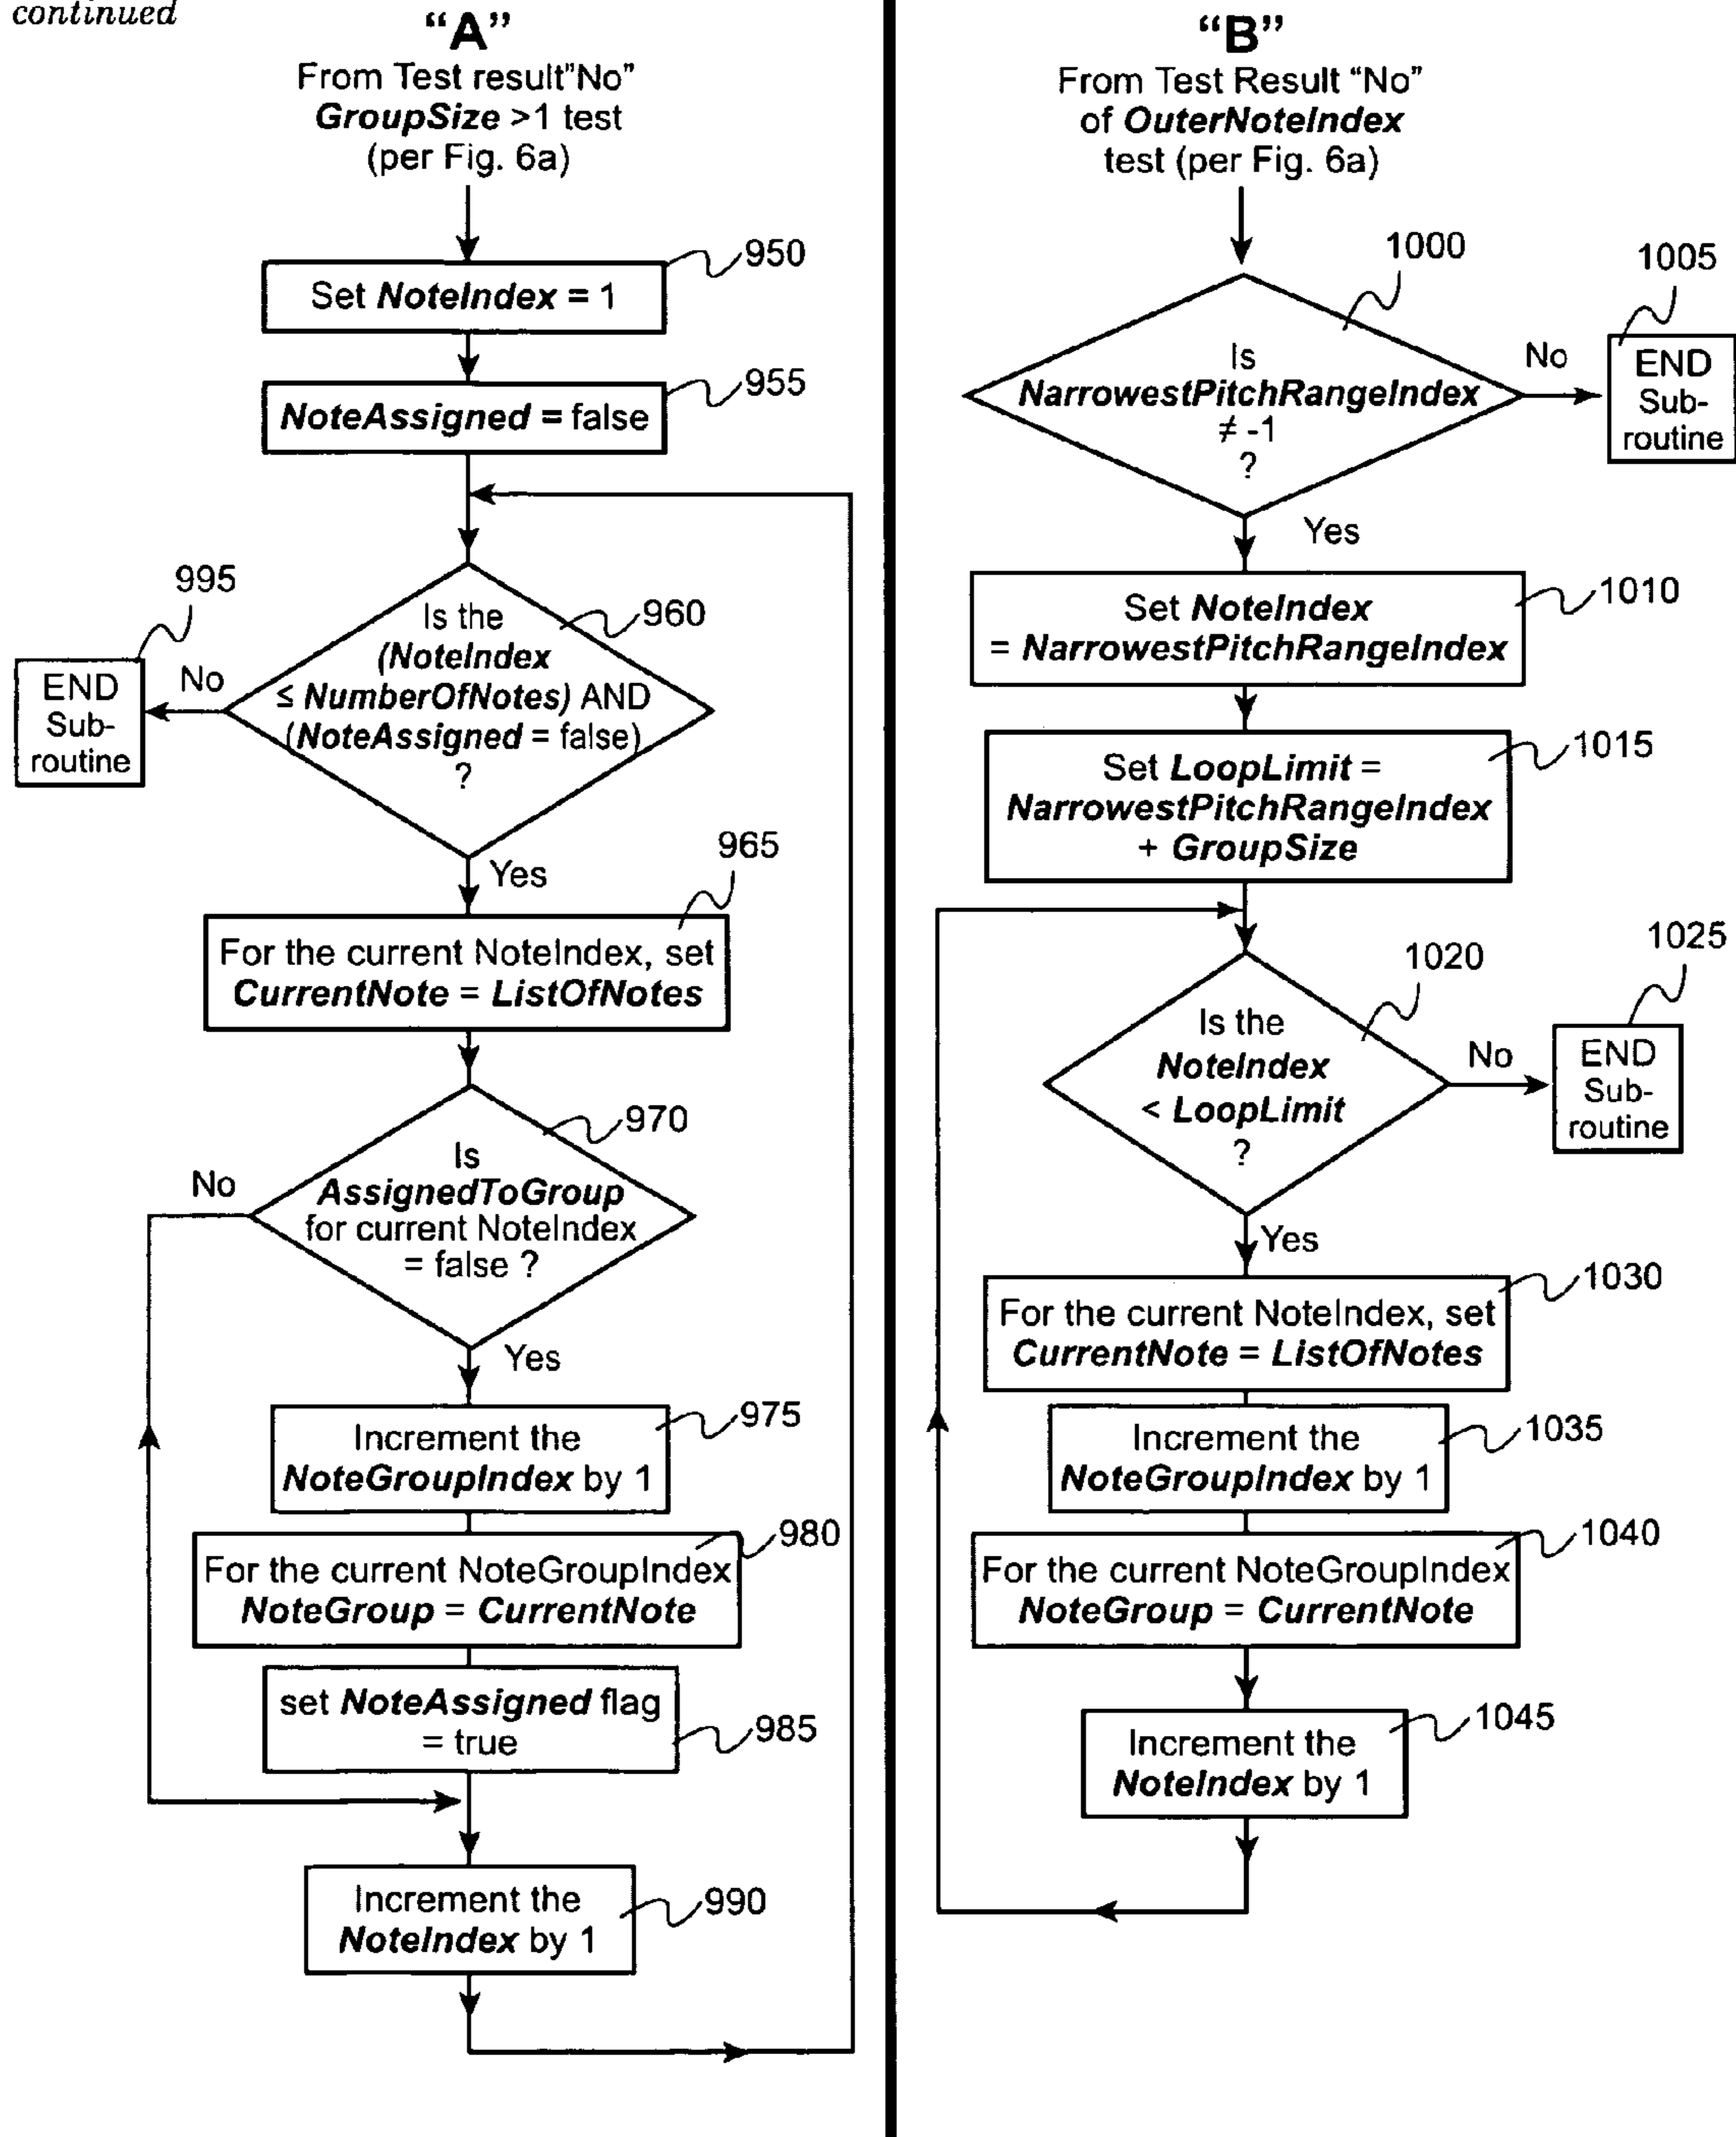 continued
“A”
From Test result”No”
GroupSize >1 test
(per Fig. 6a)
950
Set NoteIndex = 1
955
NoteAssigned = false
995
END
Sub-
routine
No
960
Is the
(NoteIndex
≤ NumberOfNotes) AND
(NoteAssigned = false)
?
Yes
965
For the current NoteIndex, set
CurrentNote = ListOfNotes
970
No
Is
AssignedToGroup
for current NoteIndex
= false ?
Yes
975
Increment the
NoteGroupIndex by 1
980
For the current NoteGroupIndex
NoteGroup = CurrentNote
set NoteAssigned flag
= true
985
Increment the
NoteIndex by 1
990
“B”
From Test Result “No”
of OuterNoteIndex
test (per Fig. 6a)
1000
1005
Is
NarrowestPitchRangeIndex
≠ -1
?
No
END
Sub-
routine
Yes
1010
Set NoteIndex
= NarrowestPitchRangeIndex
1015
Set LoopLimit =
NarrowestPitchRangeIndex
+ GroupSize
1020
1025
Is the
NoteIndex
< LoopLimit
?
No
END
Sub-
routine
Yes
1030
For the current NoteIndex, set
CurrentNote = ListOfNotes
1035
Increment the
NoteGroupIndex by 1
1040
For the current NoteGroupIndex
NoteGroup = CurrentNote
1045
Increment the
NoteIndex by 1